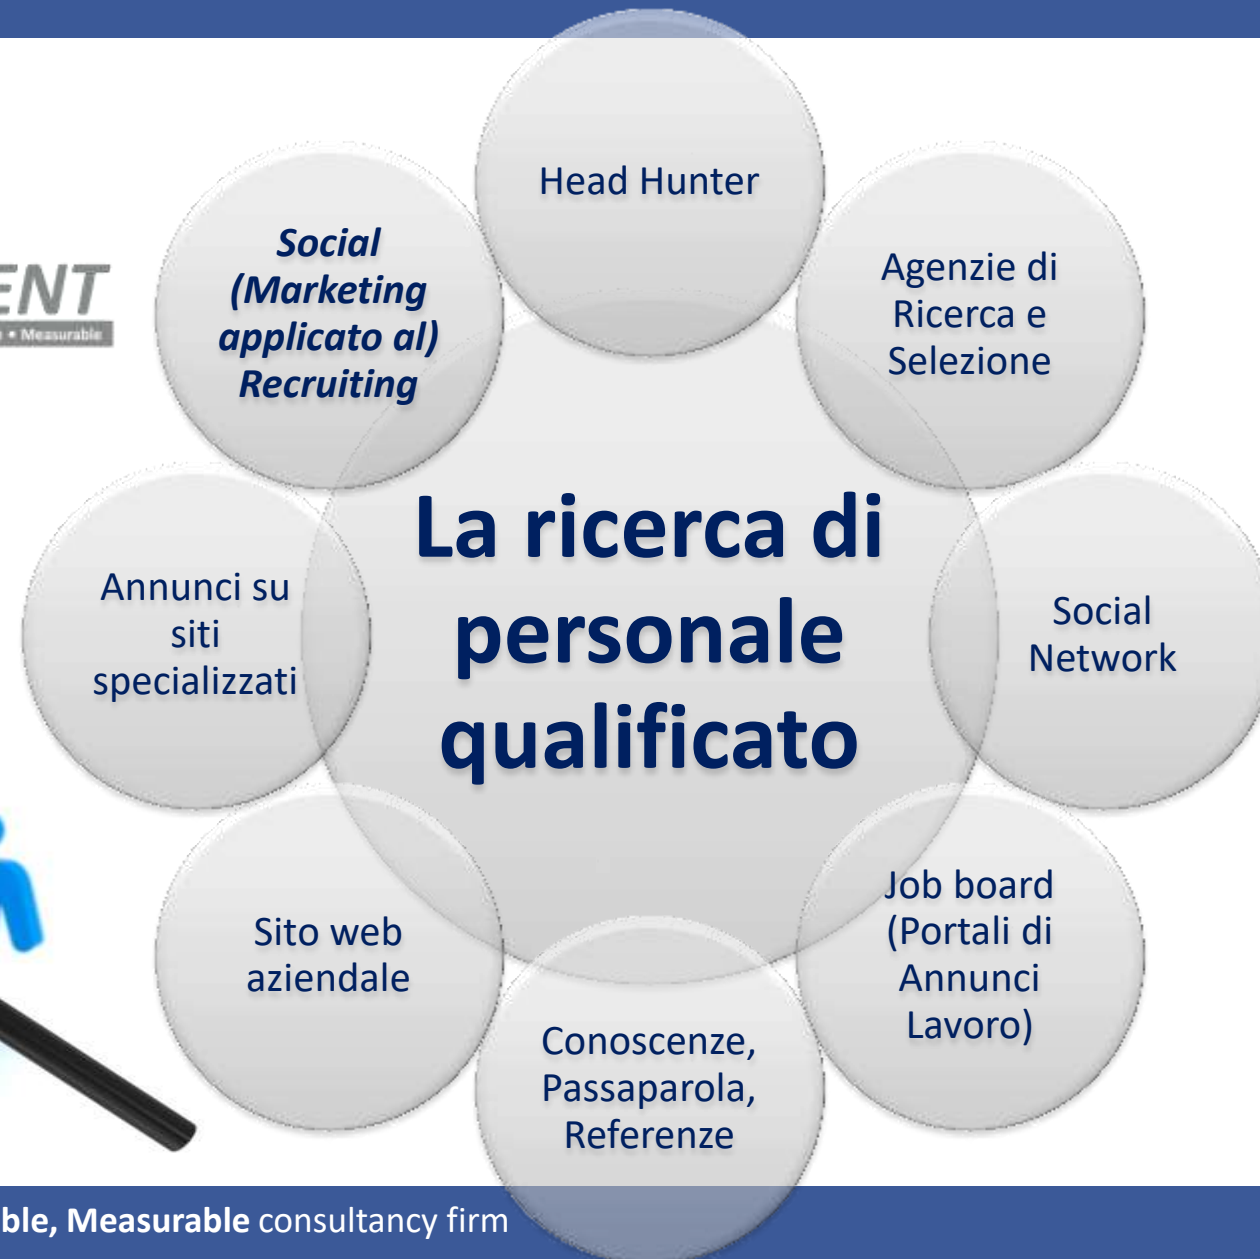 Head Hunter
Social
(Marketing
applicato al)
Recruiting
Agenzie di
Ricerca e
Selezione
ENT
• Measurable
La ricerca di
personale
qualificato
Annunci su
siti
specializzati
Social
Network
Sito web
aziendale
Job board
(Portali di
Annunci
Lavoro)
Conoscenze,
Passaparola,
Referenze
ble, Measurable consultancy firm